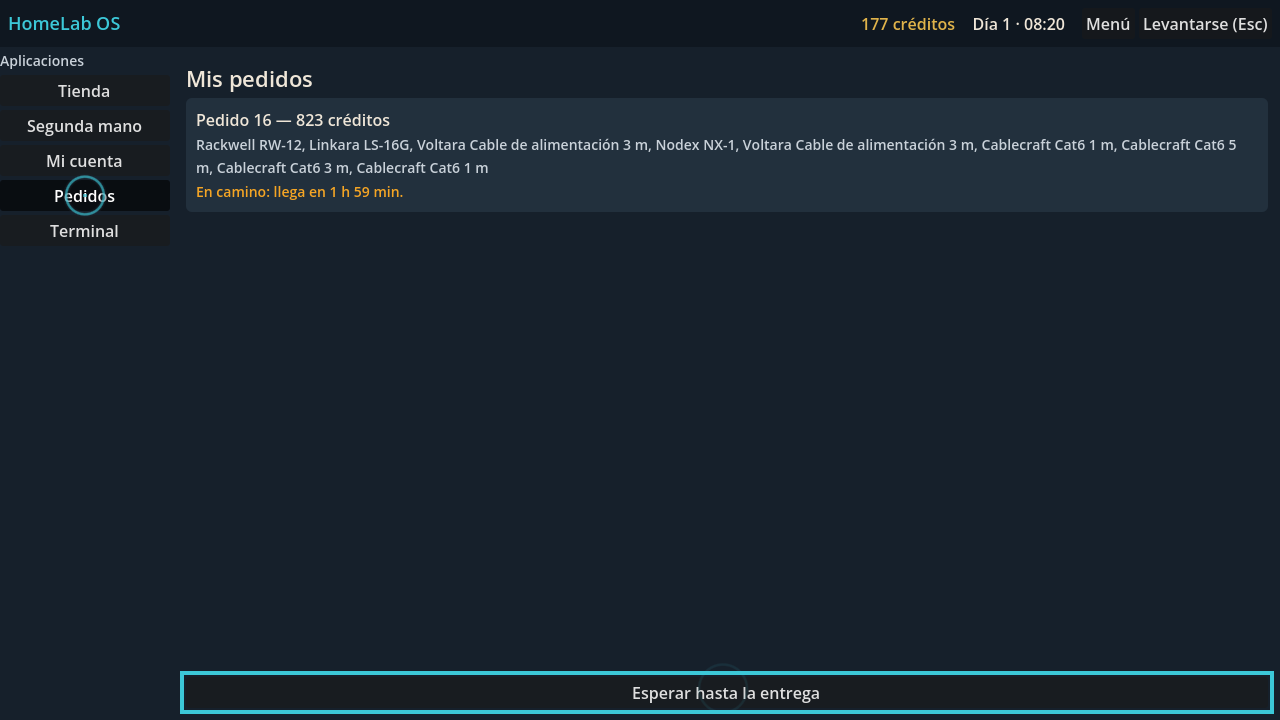 HomeLab OS
177 créditos
Día 1 · 08:20
Menú
Levantarse (Esc)
Aplicaciones
Tienda
Segunda mano
Mi cuenta
Pedidos
Terminal
Mis pedidos
Pedido 16 — 823 créditos
Rackwell RW-12, Linkara LS-16G, Voltara Cable de alimentación 3 m, Nodex NX-1, Voltara Cable de alimentación 3 m, Cablecraft Cat6 1 m, Cablecraft Cat6 5
m, Cablecraft Cat6 3 m, Cablecraft Cat6 1 m
En camino: llega en 1 h 59 min.
Esperar hasta la entrega